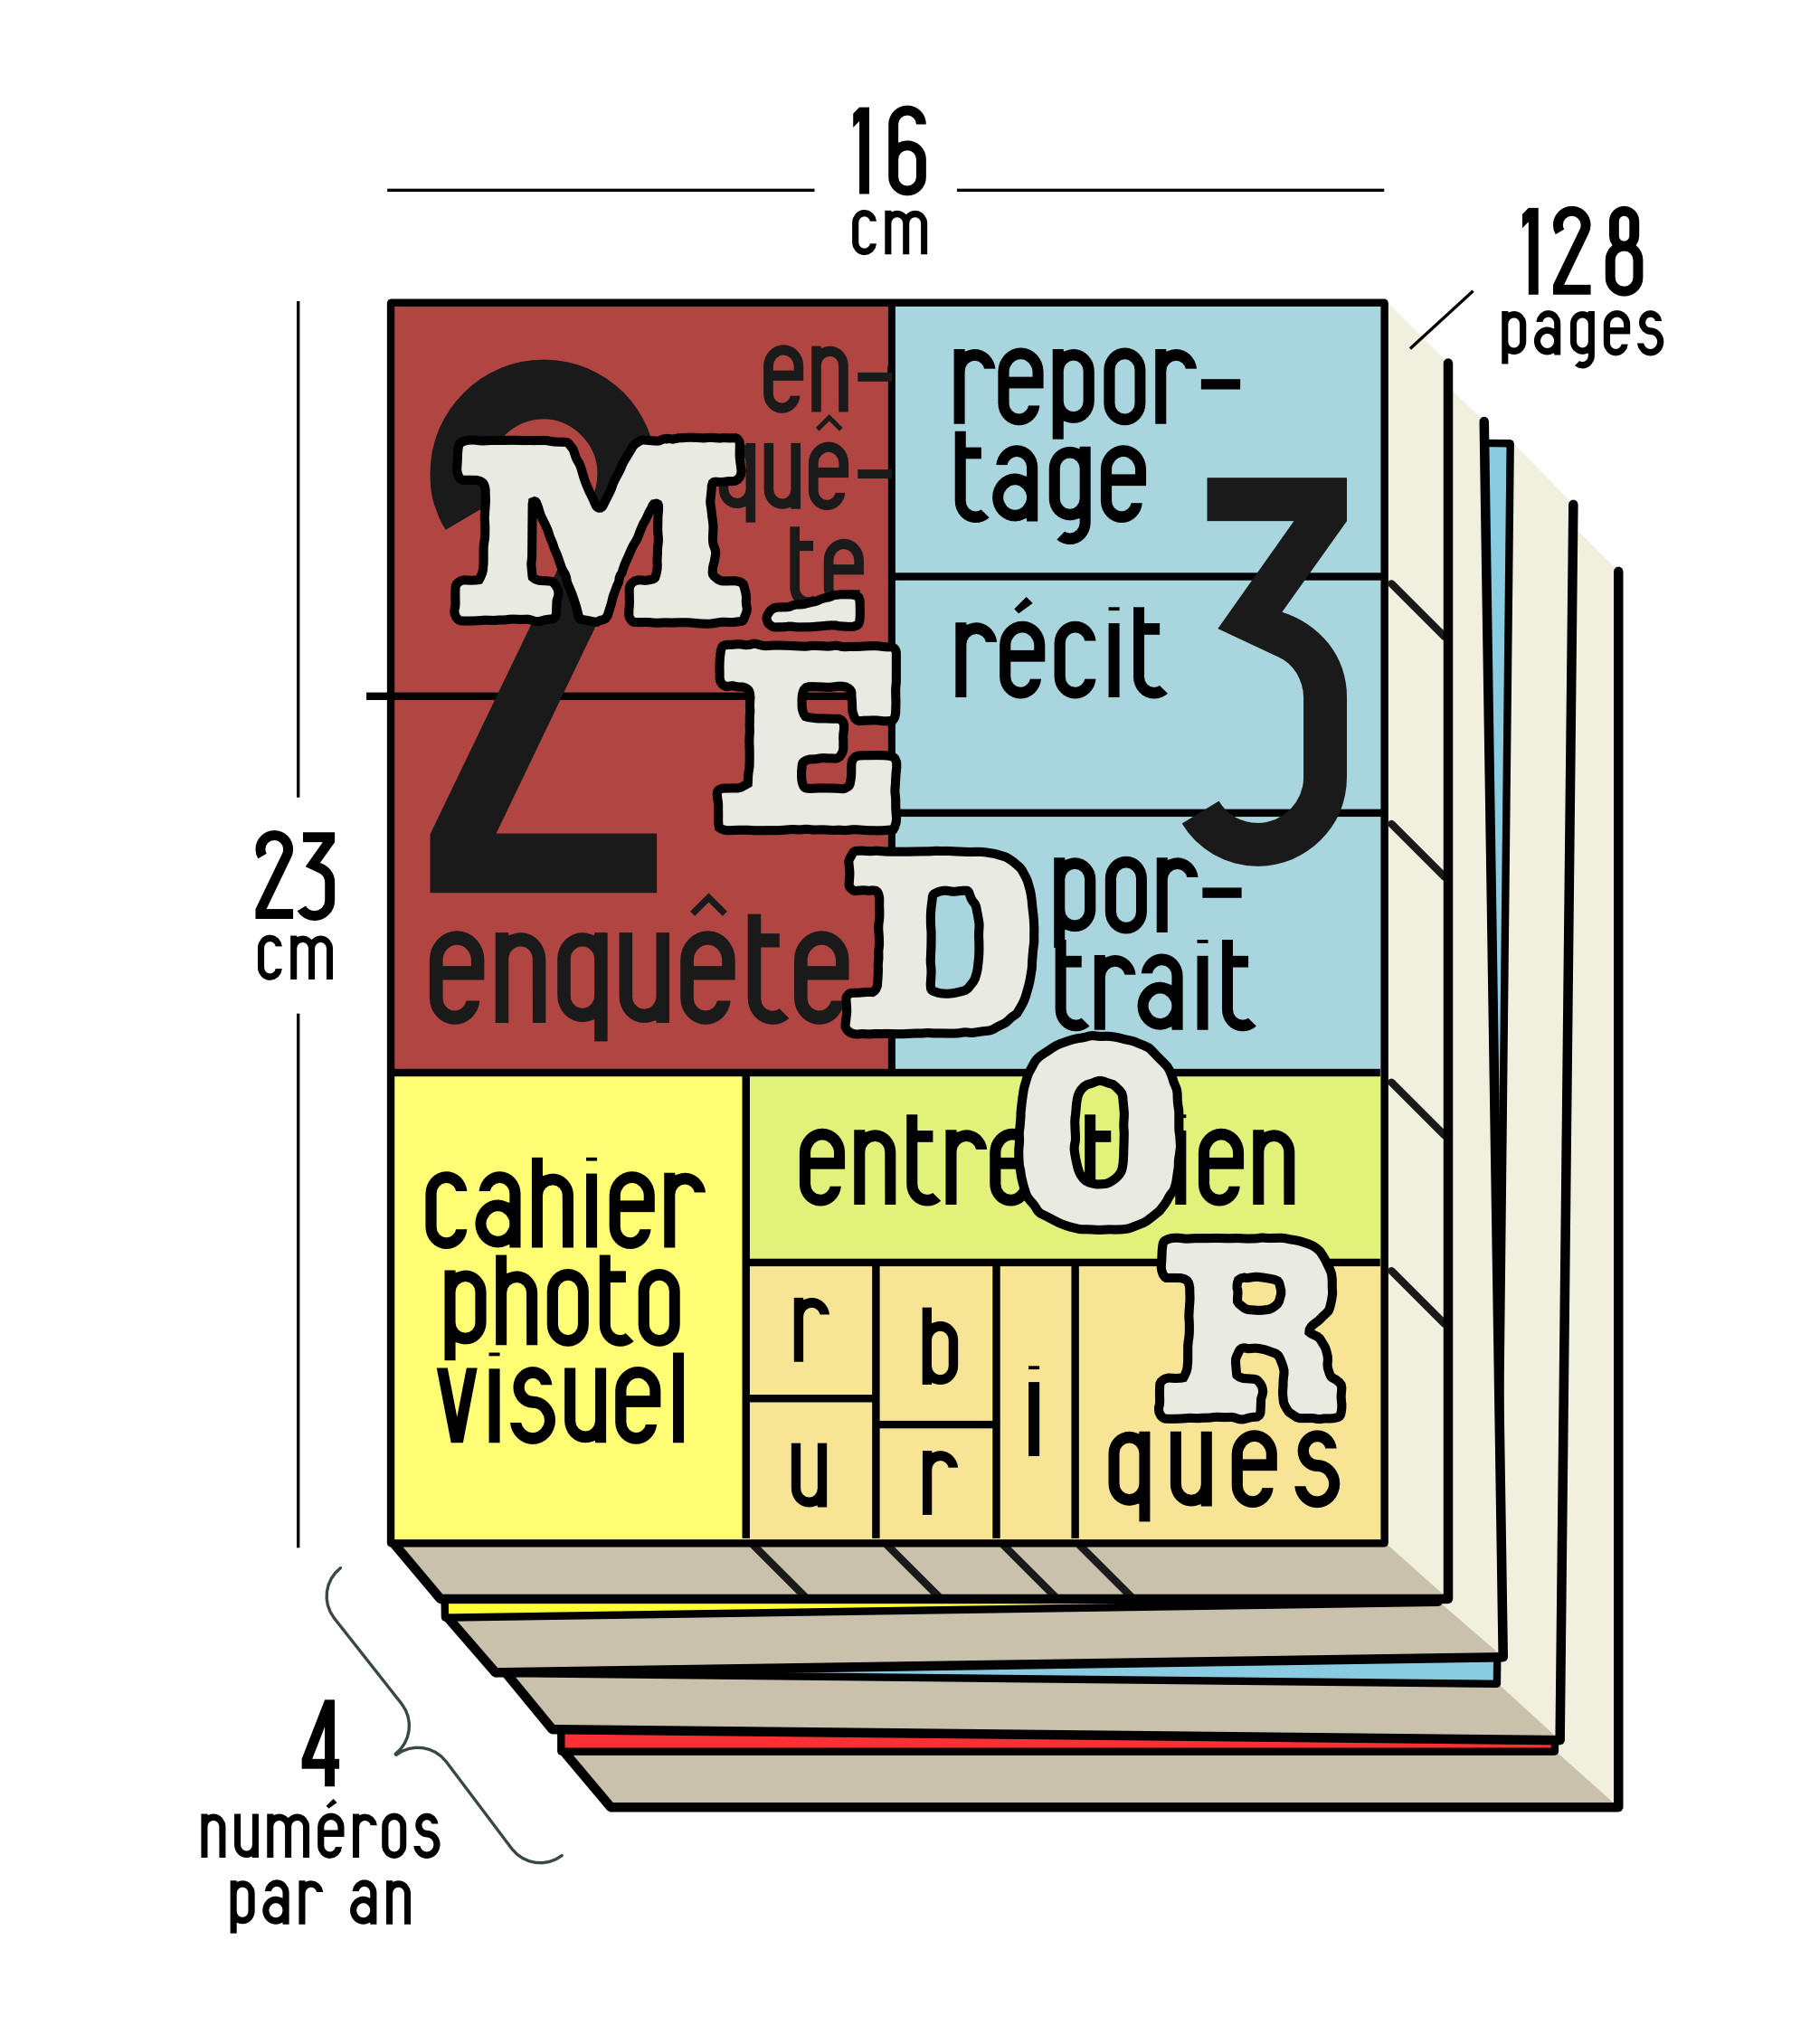 16
cm
128
pages
23
cm
2
en-
quê-
te
enquête
repor-
tage
récit
3
por-
trait
MÉDOR
cahier
photo
visuel
entretien
r
u
b
r
i
ques
4
numéros
par an